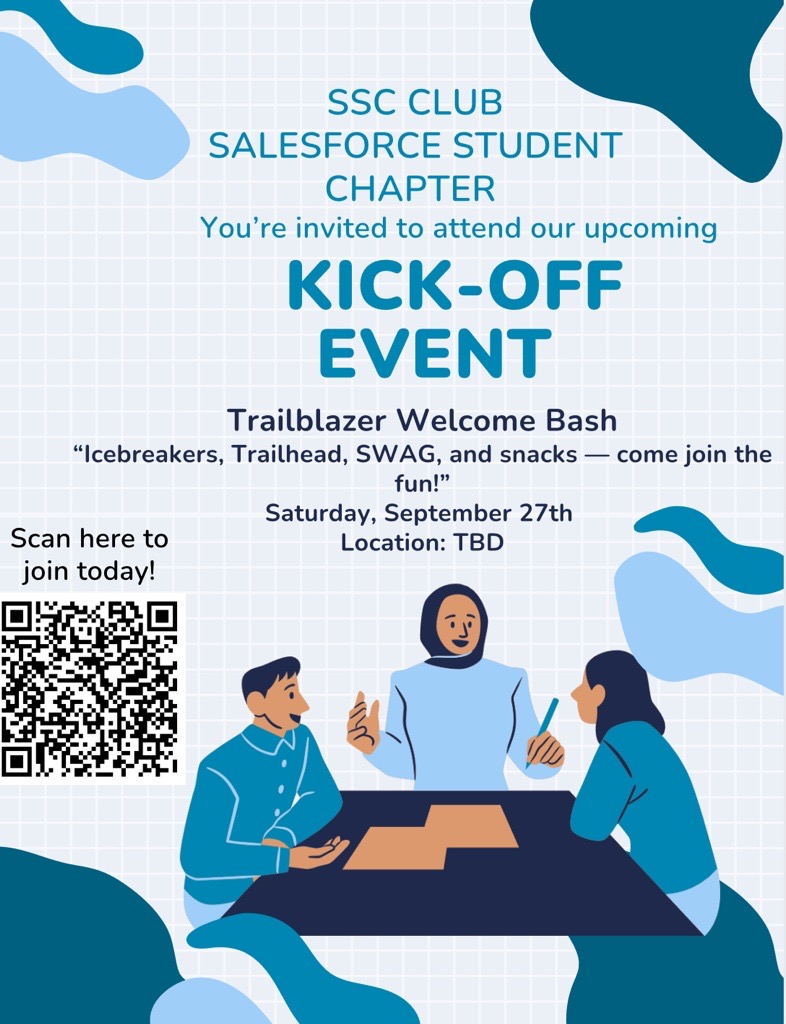 SSC CLUB
SALESFORCE STUDENT
CHAPTER
You’re invited to attend our upcoming
KICK-OFF
EVENT
Trailblazer Welcome Bash
“Icebreakers, Trailhead, SWAG, and snacks — come join the
fun!”
Saturday, September 27th
Location: TBD
Scan here to
join today!